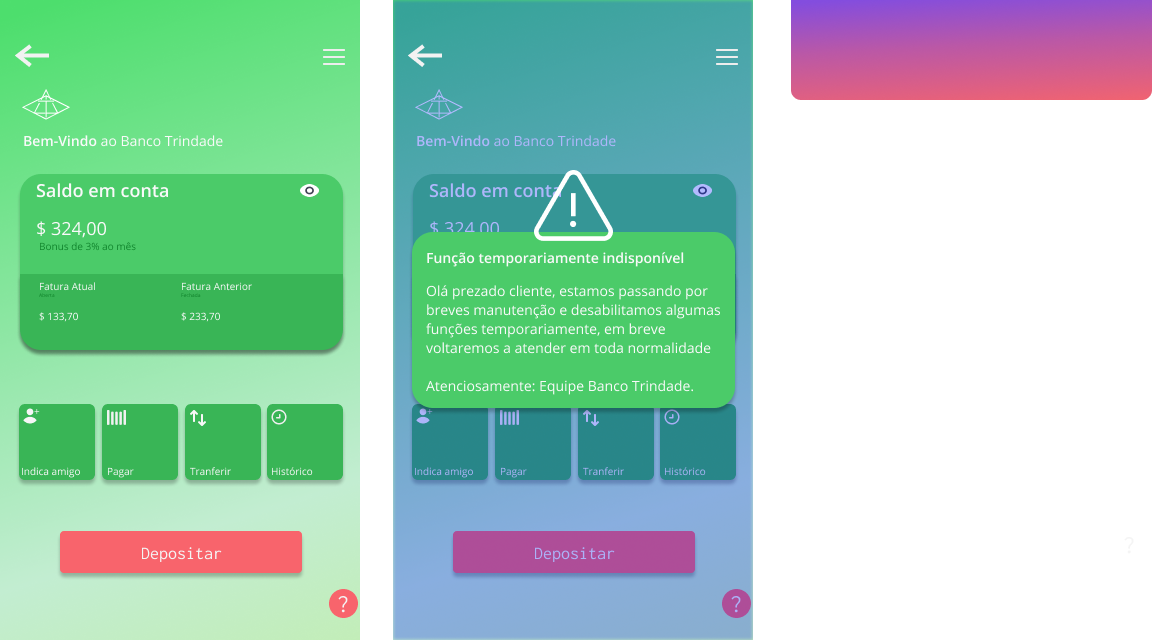 Bem-Vindo ao Banco Trindade
Saldo em conta
$ 324,00
Bonus de 3% ao mês
Fatura Atual
Aberta
$ 133,70
Fatura Anterior
Fechada
$ 233,70
Indica amigo
Pagar
Tranferir
Histórico
Depositar
?
Bem-Vindo ao Banco Trindade
Saldo em conta
$ 324,00
Função temporariamente indisponível
Olá prezado cliente, estamos passando por
breves manutenção e desabilitamos algumas
funções temporariamente, em breve
voltaremos a atender em toda normalidade
Atenciosamente: Equipe Banco Trindade.
Indica amigo
Pagar
Tranferir
Histórico
Depositar
?
?